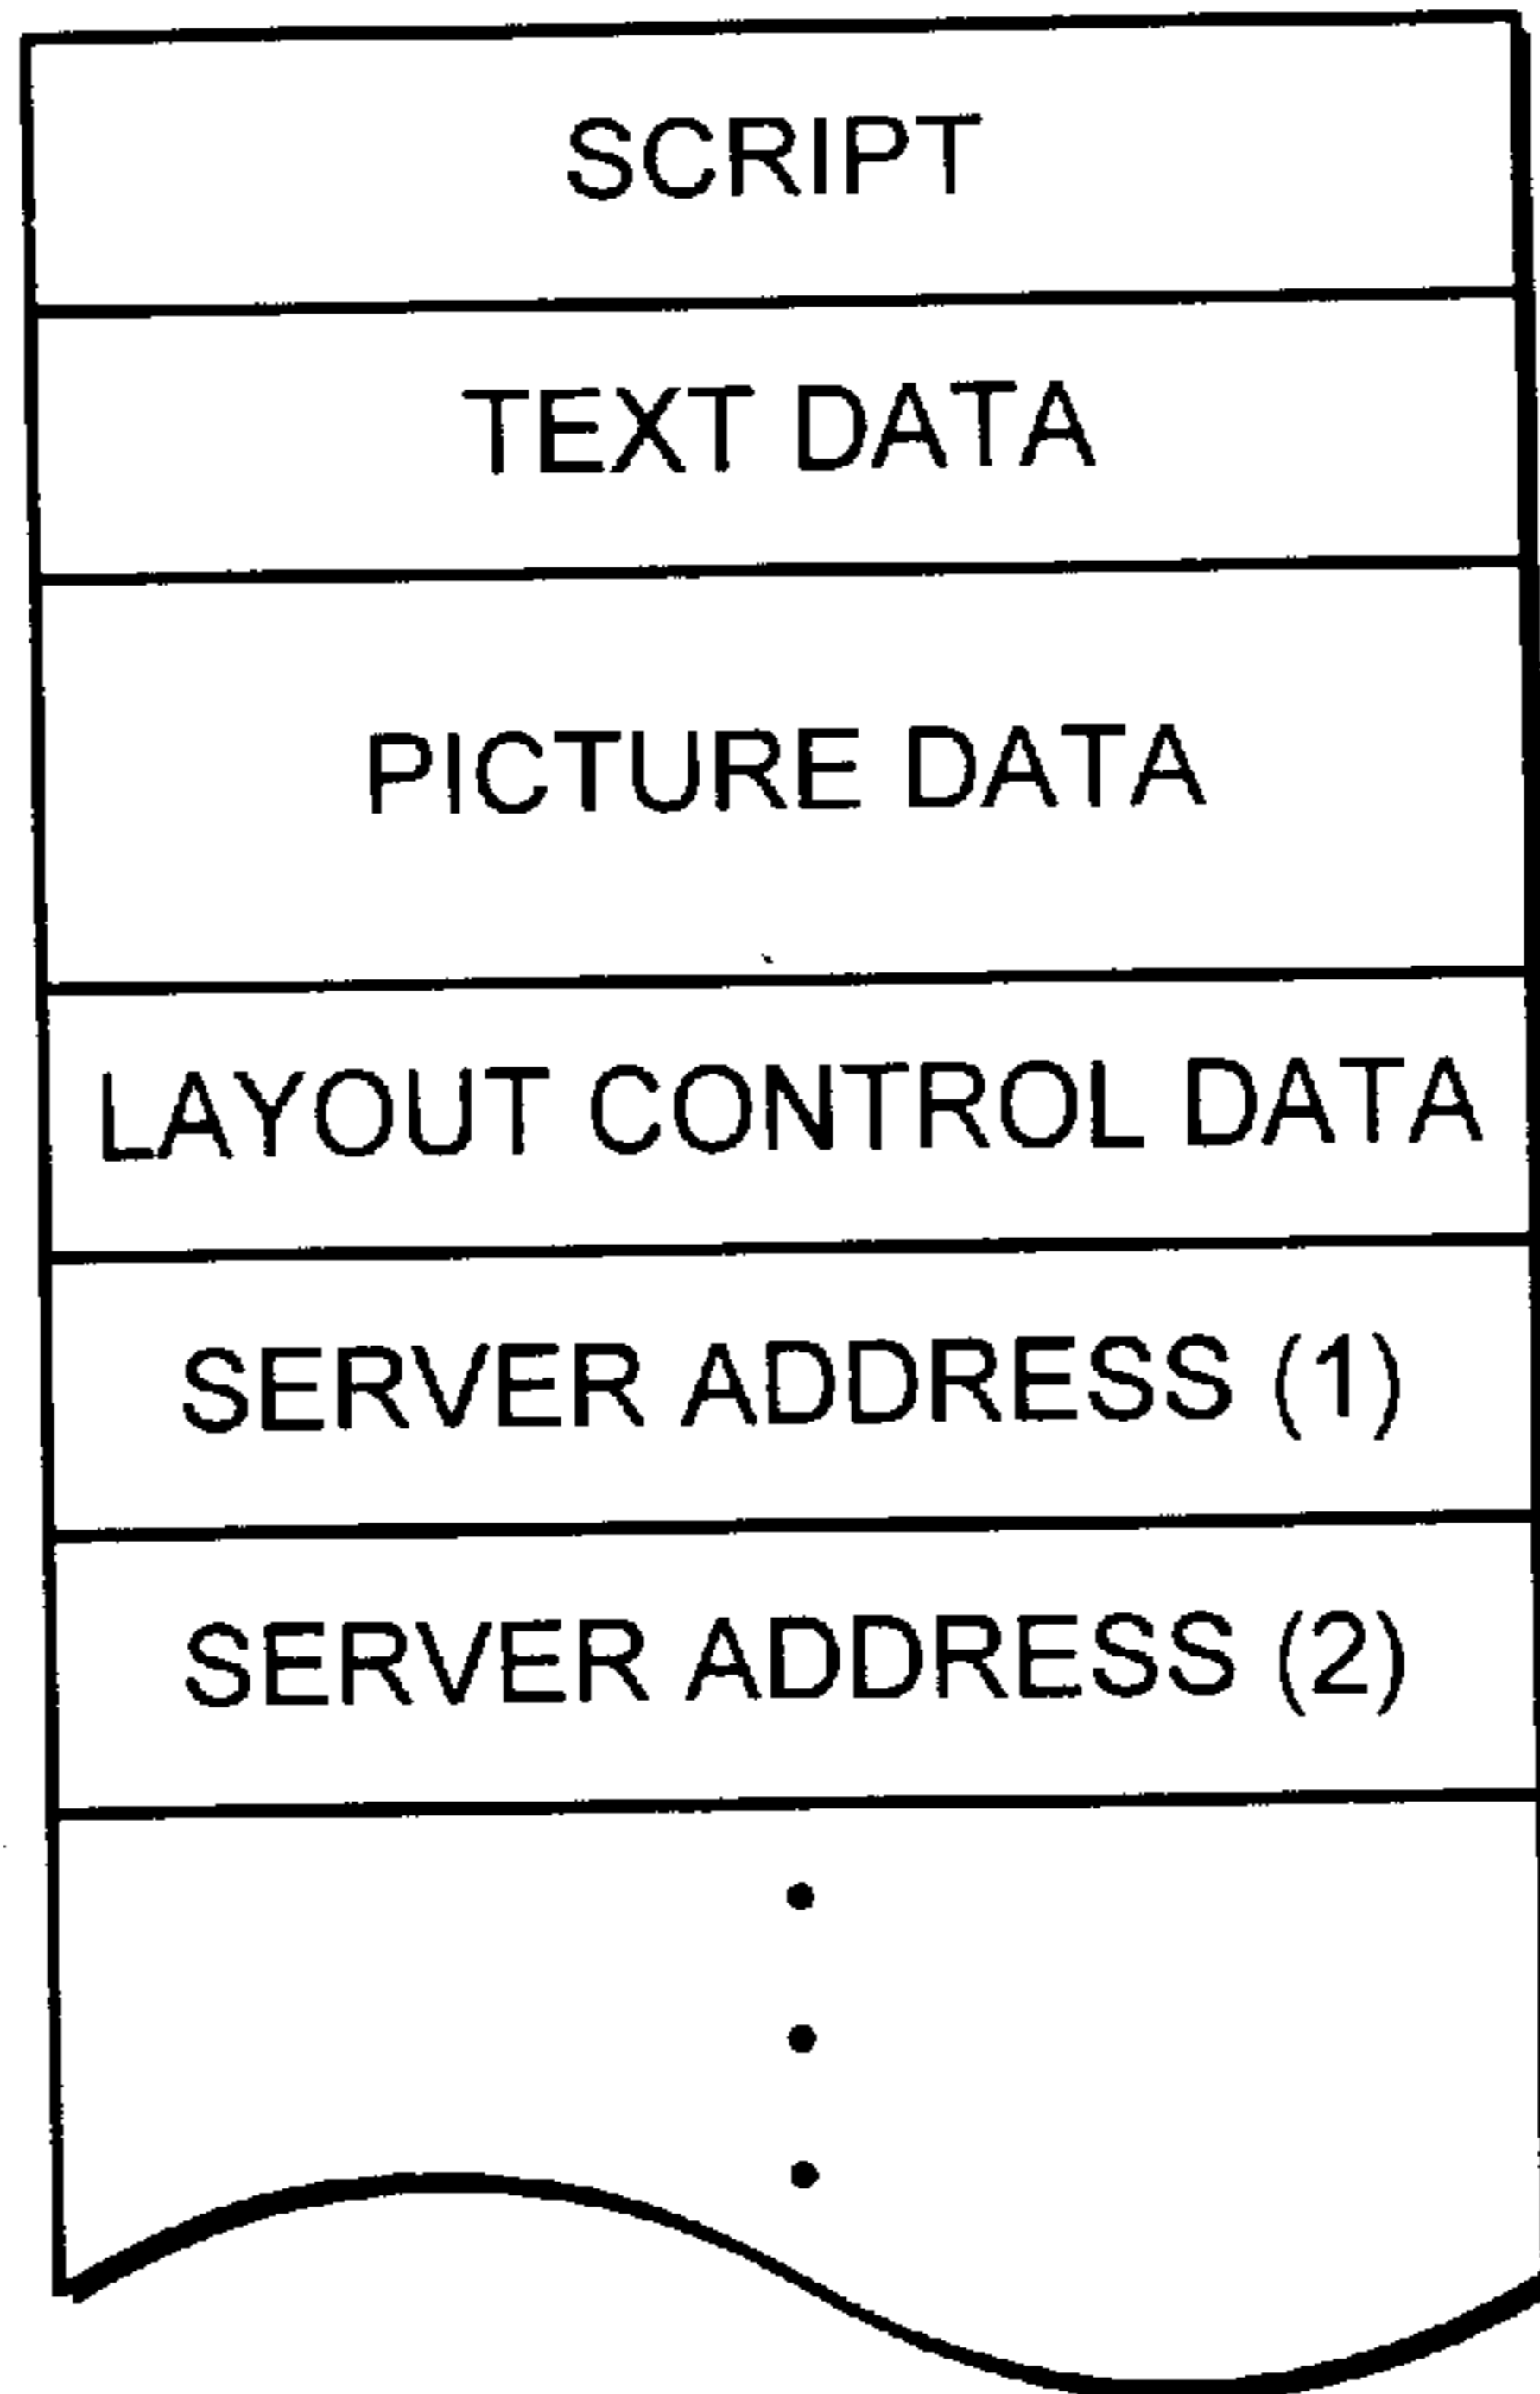 SCRIPT
TEXT DATA
PICTURE DATA
LAYOUT CONTROL DATA
SERVER ADDRESS (1)
SERVER ADDRESS (2)